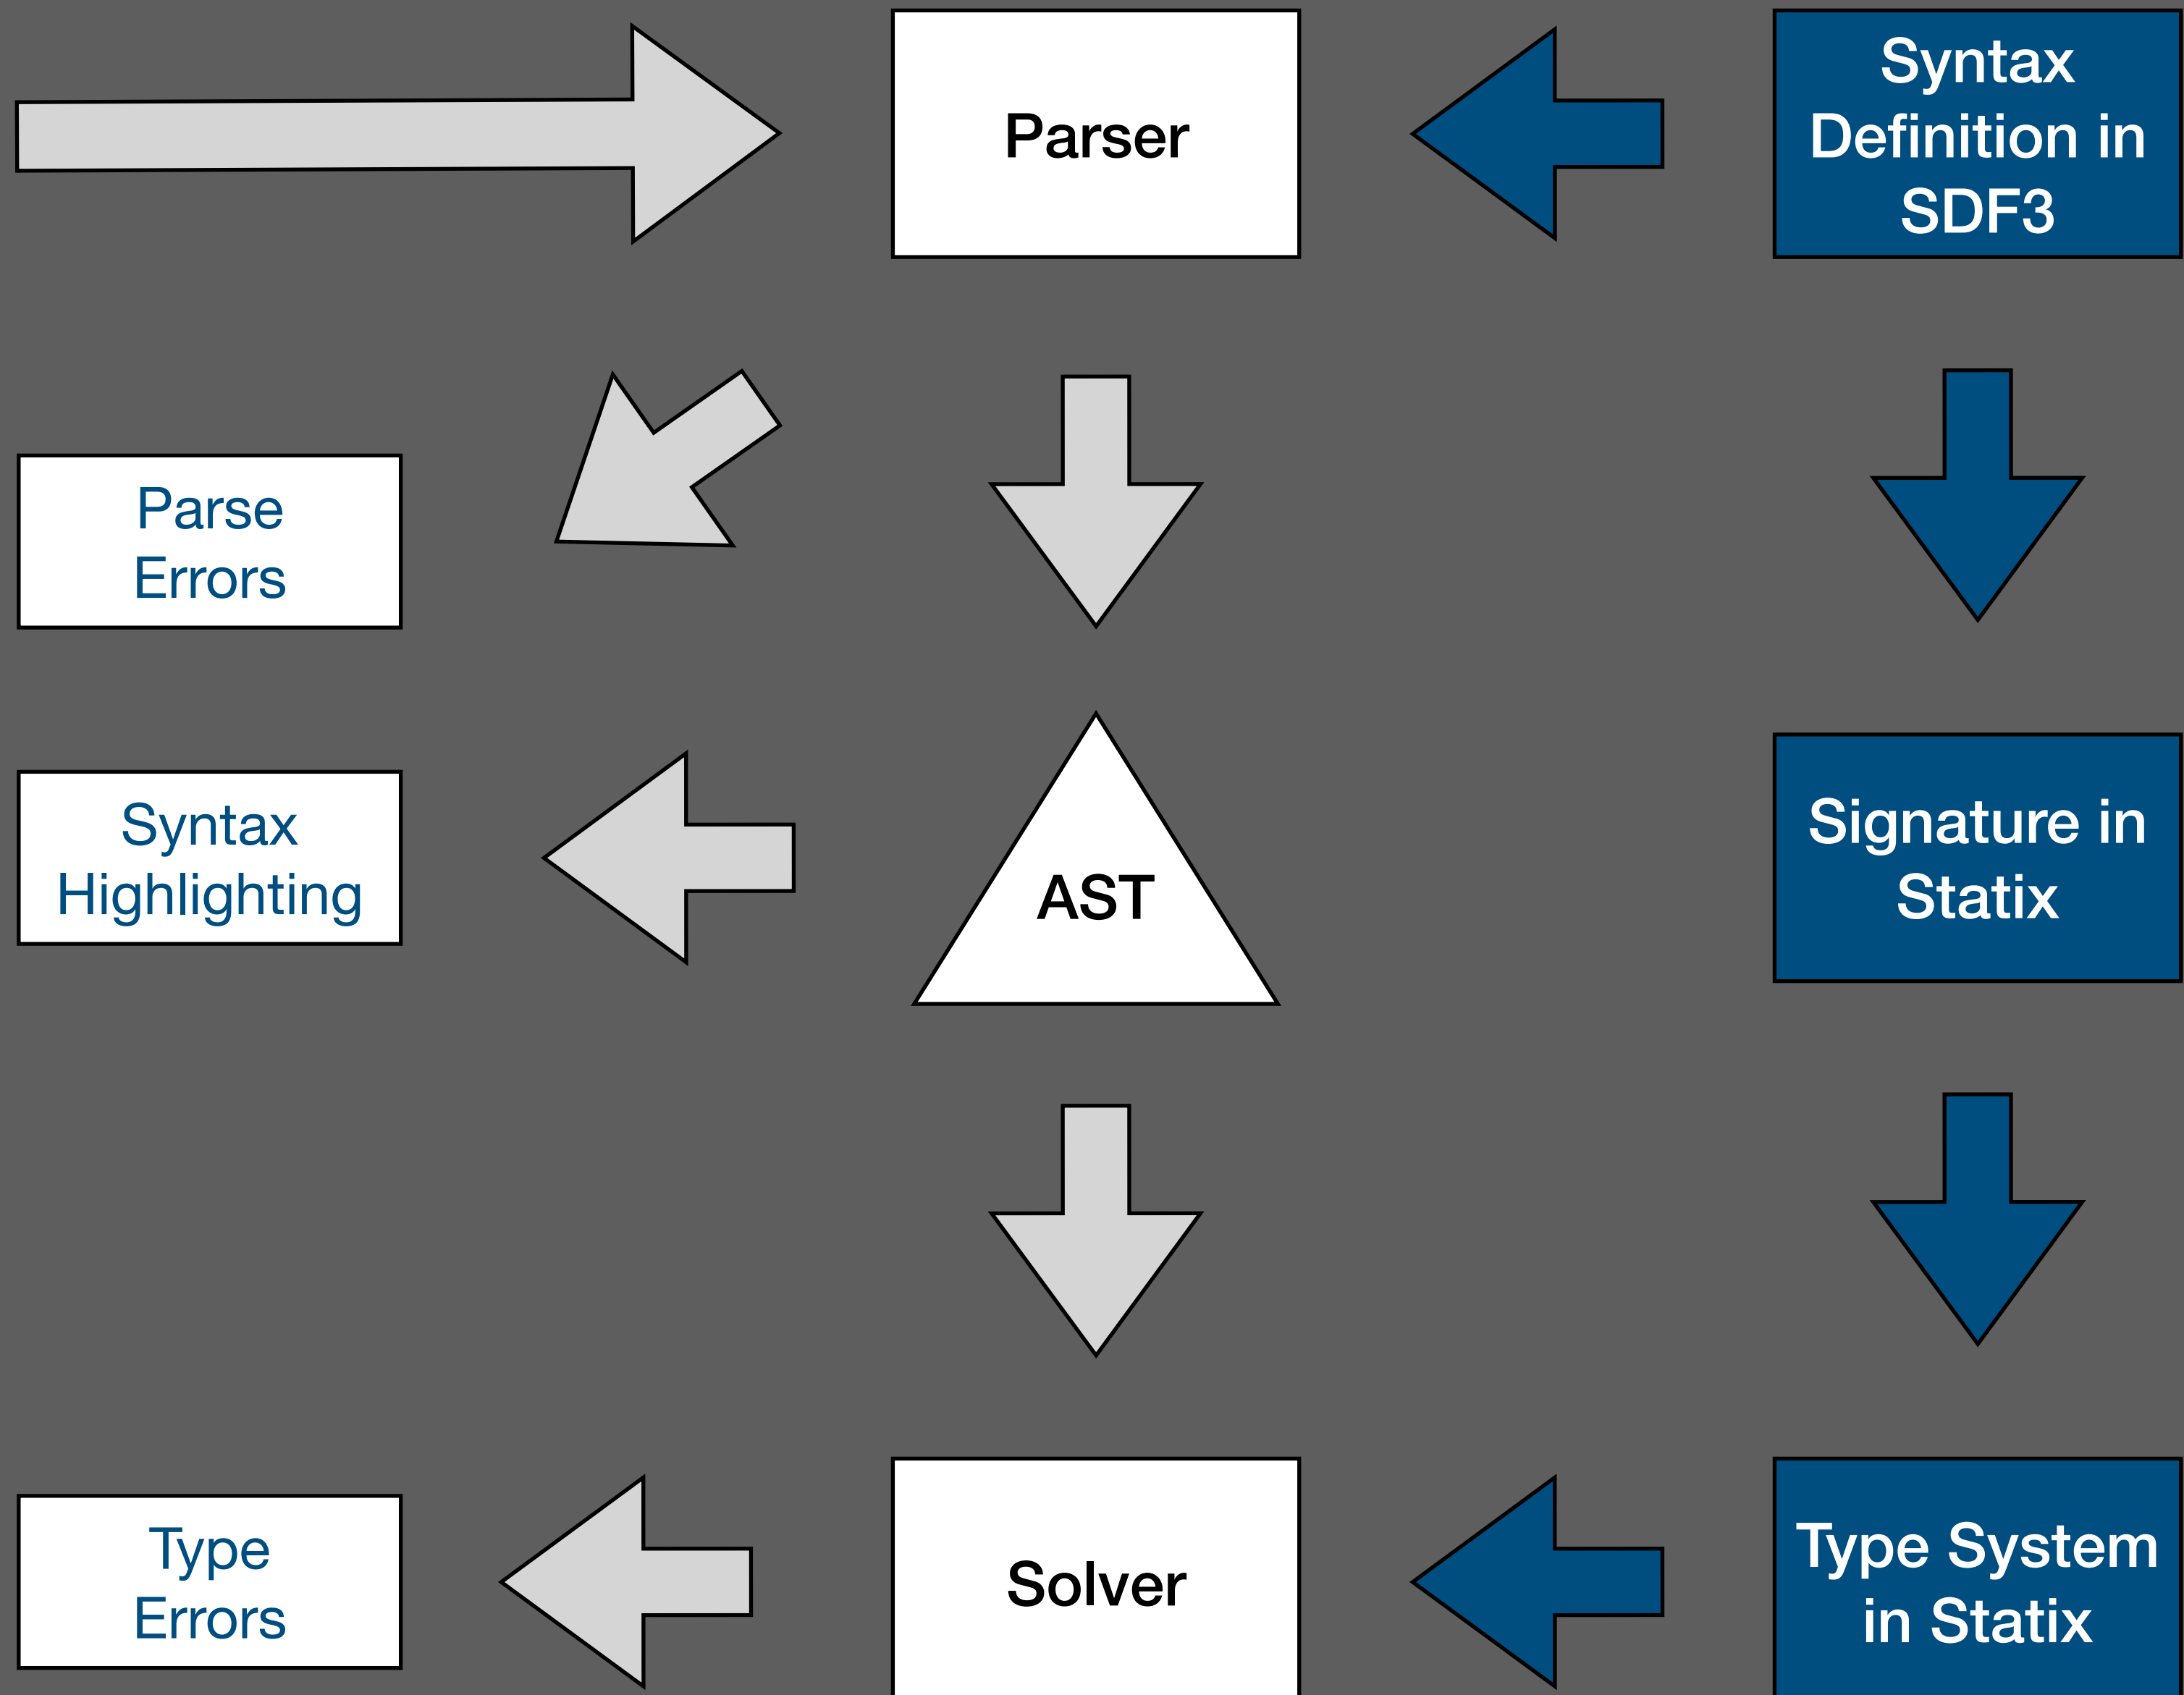 Parser
Syntax
Definition in
SDF3
Parse
Errors
Syntax
Highlighting
AST
Signature in
Statix
Type
Errors
Solver
Type System
in Statix